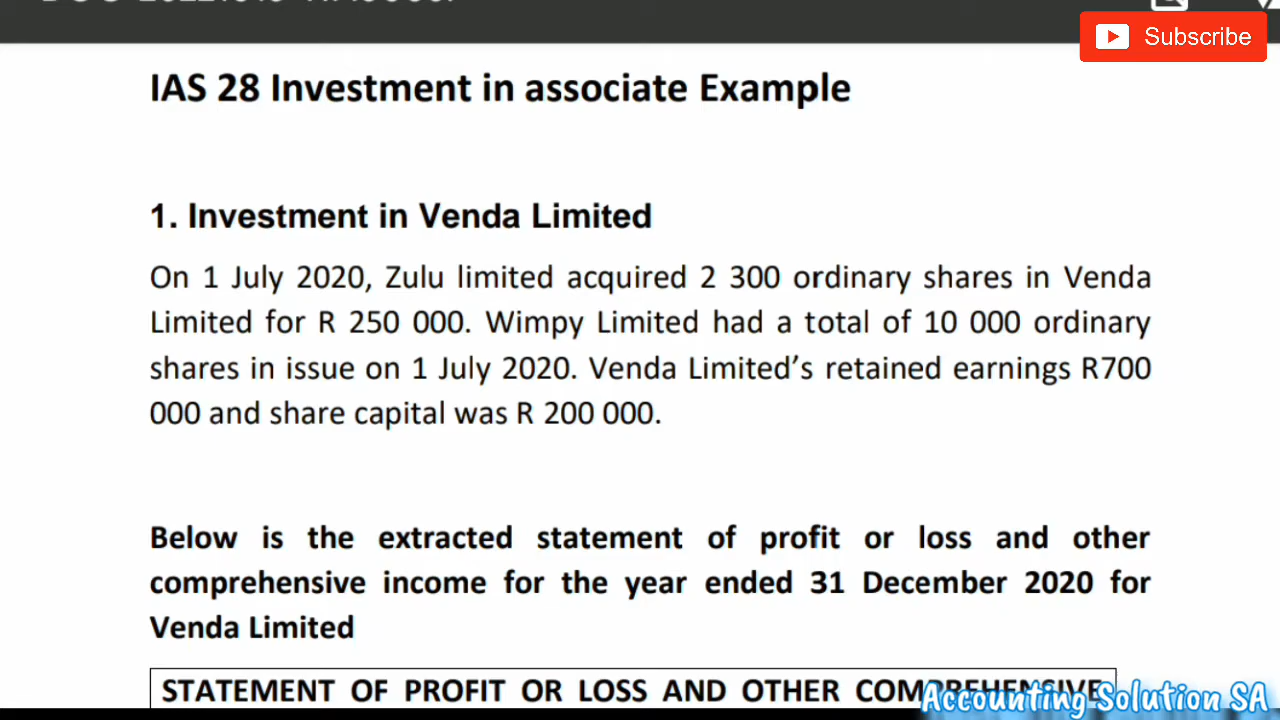 Subscribe
IAS 28 Investment in associate Example
1. Investment in Venda Limited
On 1 July 2020, Zulu limited acquired 2 300 ordinary shares in Venda
Limited for R 250 000. Wimpy Limited had a total of 10 000 ordinary
shares in issue on 1 July 2020. Venda Limited’s retained earnings R700
000 and share capital was R 200 000.
Below is the extracted statement of profit or loss and other
comprehensive income for the year ended 31 December 2020 for
Venda Limited
STATEMENT OF PROFIT OR LOSS AND OTHER COMPREHENSIVE
Accounting Solution SA